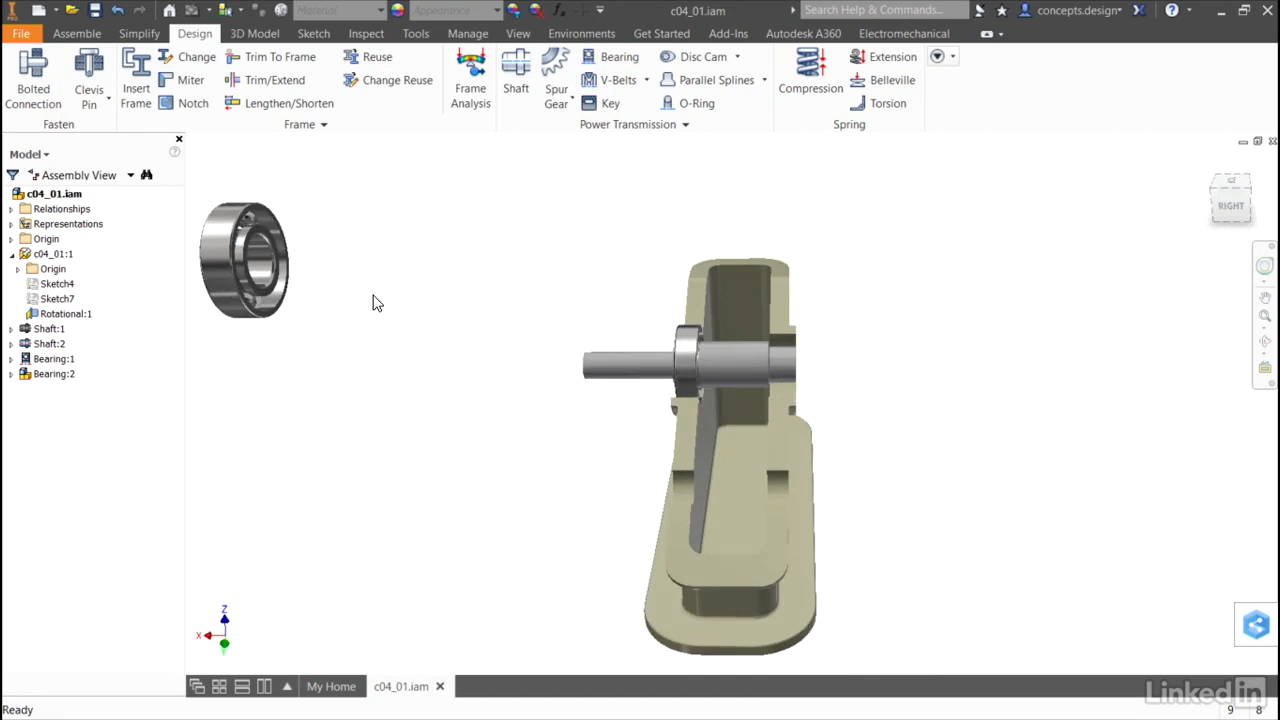 Material
Appearance
c04_01.iam
Search Help & Commands...
concepts.design
PRO
File
Assemble
Simplify
Design
3D Model
Sketch
Inspect
Tools
Manage
View
Environments
Get Started
Add-Ins
Autodesk A360
Electromechanical
Bolted Connection
Clevis Pin
Fasten
Insert Frame
Change
Miter
Notch
Trim To Frame
Trim/Extend
Lengthen/Shorten
Reuse
Change Reuse
Frame
Frame Analysis
Shaft
Spur Gear
Bearing
V-Belts
Key
Disc Cam
Parallel Splines
O-Ring
Power Transmission
Compression
Extension
Belleville
Torsion
Spring
Model
Assembly View
c04_01.iam
Relationships
Representations
Origin
c04_01:1
Origin
Sketch4
Sketch7
Rotational:1
Shaft:1
Shaft:2
Bearing:1
Bearing:2
RIGHT
Z
X
My Home
c04_01.iam
LinkedIn
Ready
9 8